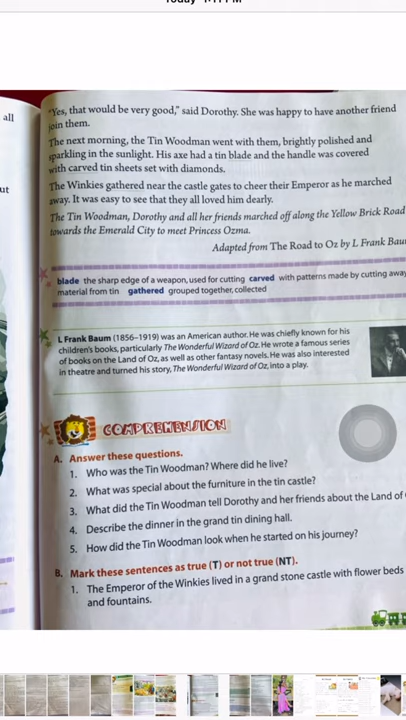 all
ut
"Yes, that would be very good," said Dorothy. She was happy to have another friend
join them.
The next morning, the Tin Woodman went with them, brightly polished and
sparkling in the sunlight. His axe had a tin blade and the handle was covered
with carved tin sheets set with diamonds.
The Winkies gathered near the castle gates to cheer their Emperor as he marched
away. It was easy to see that they all loved him dearly.
The Tin Woodman, Dorothy and all her friends marched off along the Yellow Brick Road
towards the Emerald City to meet Princess Ozma.
Adapted from The Road to Oz by L Frank Bau
blade the sharp edge of a weapon, used for cutting carved with patterns made by cutting away
material from tin gathered grouped together, collected
L Frank Baum (1856–1919) was an American author. He was chiefly known for his
children's books, particularly The Wonderful Wizard of Oz. He wrote a famous series
of books on the Land of Oz, as well as other fantasy novels. He was also interested
in theatre and turned his story, The Wonderful Wizard of Oz, into a play.
COMPREHENSION
A. Answer these questions.
1. Who was the Tin Woodman? Where did he live?
2. What was special about the furniture in the tin castle?
3. What did the Tin Woodman tell Dorothy and her friends about the Land of
4. Describe the dinner in the grand tin dining hall.
5. How did the Tin Woodman look when he started on his journey?
B. Mark these sentences as true (T) or not true (NT).
1. The Emperor of the Winkies lived in a grand stone castle with flower beds
and fountains.